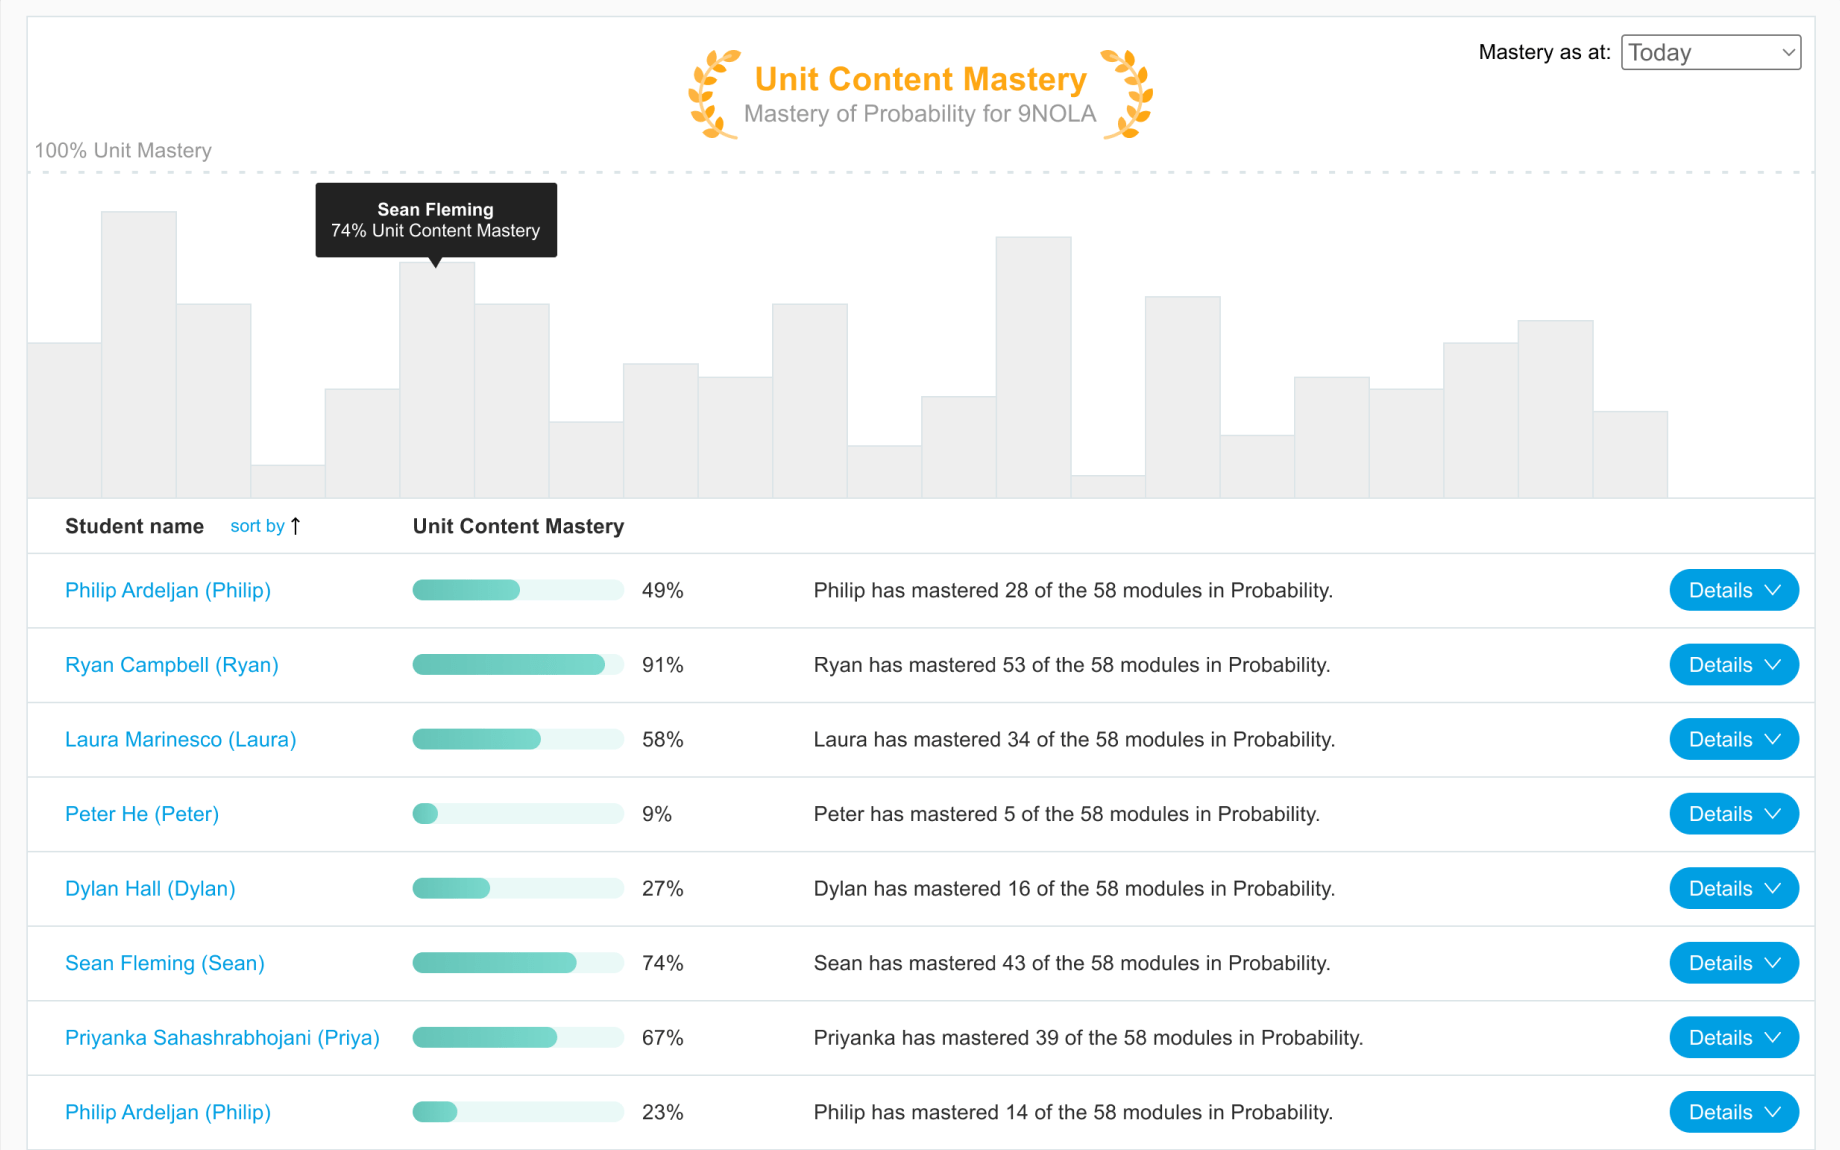 Mastery as at: Today
Unit Content Mastery
Mastery of Probability for 9NOLA
100% Unit Mastery
Sean Fleming
74% Unit Content Mastery
Student name sort by ↑ Unit Content Mastery
Philip Ardeljan (Philip) 49% Philip has mastered 28 of the 58 modules in Probability. Details
Ryan Campbell (Ryan) 91% Ryan has mastered 53 of the 58 modules in Probability. Details
Laura Marinesco (Laura) 58% Laura has mastered 34 of the 58 modules in Probability. Details
Peter He (Peter) 9% Peter has mastered 5 of the 58 modules in Probability. Details
Dylan Hall (Dylan) 27% Dylan has mastered 16 of the 58 modules in Probability. Details
Sean Fleming (Sean) 74% Sean has mastered 43 of the 58 modules in Probability. Details
Priyanka Sahashrabhojani (Priya) 67% Priyanka has mastered 39 of the 58 modules in Probability. Details
Philip Ardeljan (Philip) 23% Philip has mastered 14 of the 58 modules in Probability. Details